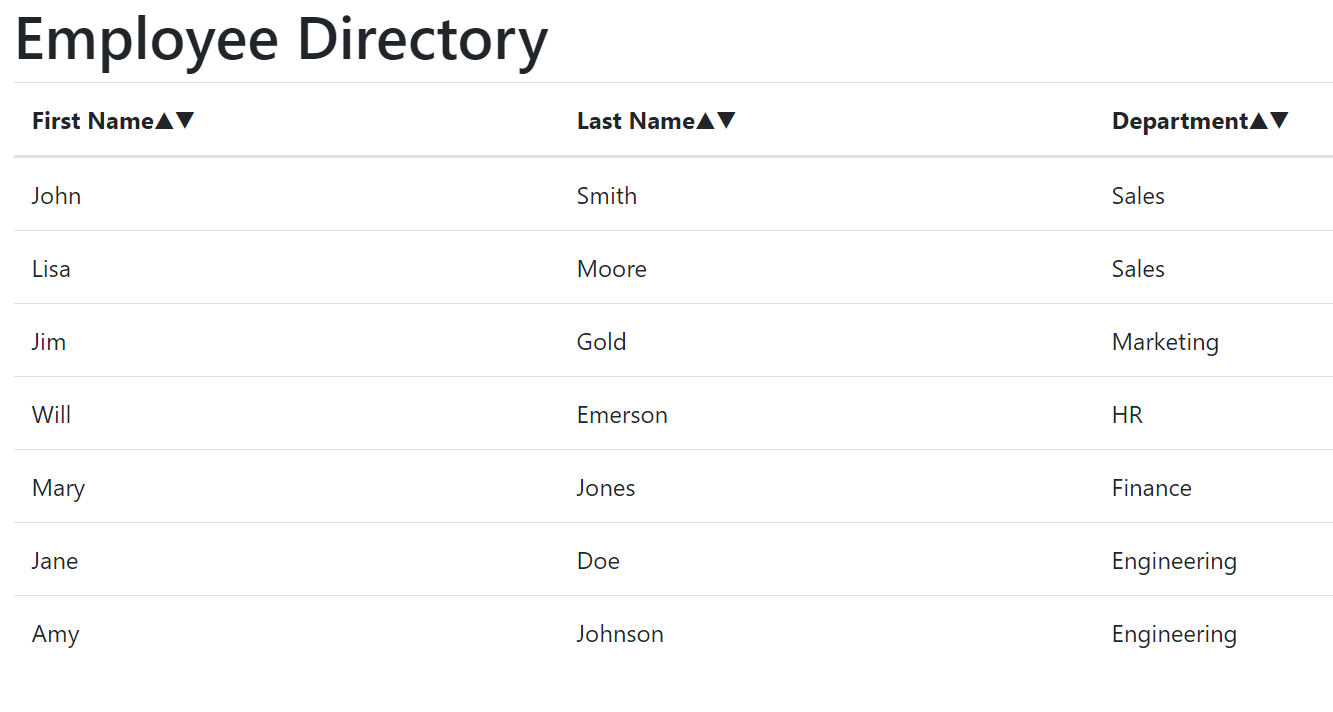 Employee Directory
First Name▲▼ Last Name▲▼ Department▲▼
John Smith Sales
Lisa Moore Sales
Jim Gold Marketing
Will Emerson HR
Mary Jones Finance
Jane Doe Engineering
Amy Johnson Engineering